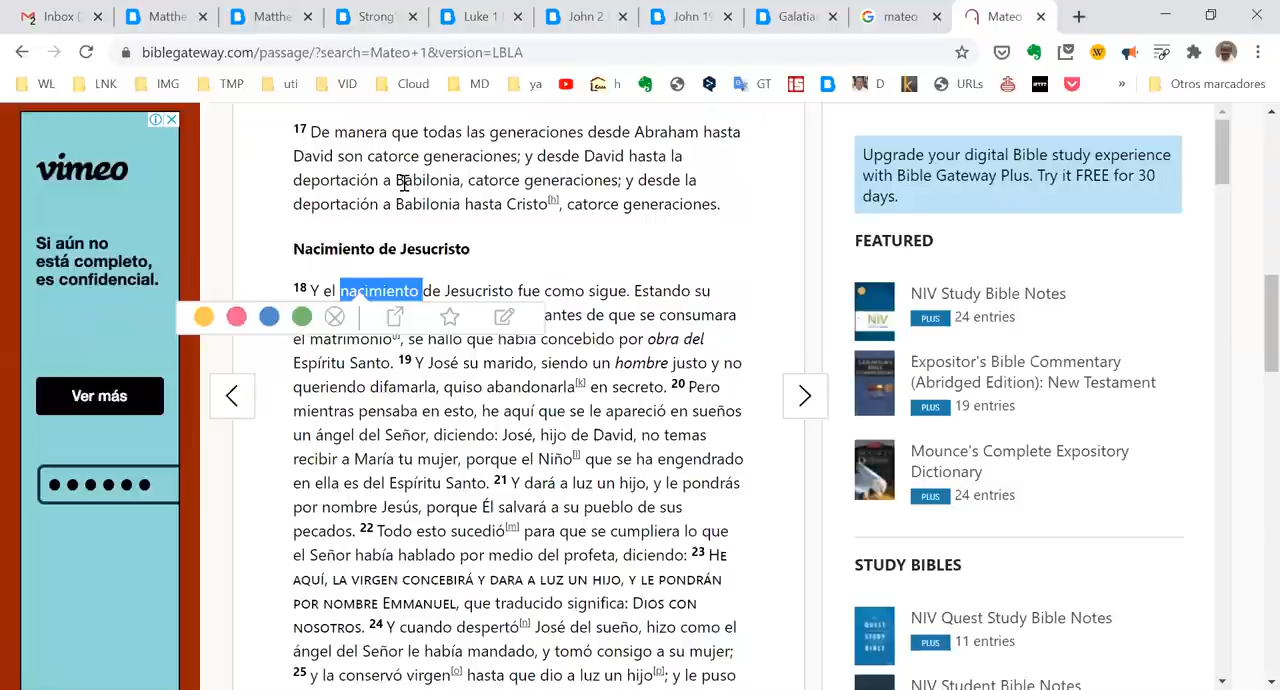 Inbox (
Matthe
Matthe
Strong'
Luke 1
John 2
John 19
Galatia
mateo
Mateo
biblegateway.com/passage/?search=Mateo+1&version=LBLA
WL LNK IMG TMP uti VID Cloud MD ya h GT D URLs IFTTT » Otros marcadores
vimeo
Si aún no
está completo,
es confidencial.
Ver más
17 De manera que todas las generaciones desde Abraham hasta
David son catorce generaciones; y desde David hasta la
deportación a Babilonia, catorce generaciones; y desde la
deportación a Babilonia hasta Cristo[h], catorce generaciones.
Nacimiento de Jesucristo
18 Y el nacimiento de Jesucristo fue como sigue. Estando su
antes de que se consumara
el matrimonio, se halló que había concebido por obra del
Espíritu Santo. 19 Y José su marido, siendo un hombre justo y no
queriendo difamarla, quiso abandonarla[k] en secreto. 20 Pero
mientras pensaba en esto, he aquí que se le apareció en sueños
un ángel del Señor, diciendo: José, hijo de David, no temas
recibir a María tu mujer, porque el Niño[l] que se ha engendrado
en ella es del Espíritu Santo. 21 Y dará a luz un hijo, y le pondrás
por nombre Jesús, porque Él salvará a su pueblo de sus
pecados. 22 Todo esto sucedió[m] para que se cumpliera lo que
el Señor había hablado por medio del profeta, diciendo: 23 He
aquí, la virgen concebirá y dará a luz un hijo, y le pondrán
por nombre Emmanuel, que traducido significa: Dios con
nosotros. 24 Y cuando despertó[n] José del sueño, hizo como el
ángel del Señor le había mandado, y tomó consigo a su mujer;
25 y la conservó virgen[o] hasta que dio a luz un hijo[p]; y le puso
Upgrade your digital Bible study experience
with Bible Gateway Plus. Try it FREE for 30
days.
FEATURED
NIV Study Bible Notes
PLUS 24 entries
Expositor's Bible Commentary
(Abridged Edition): New Testament
PLUS 19 entries
Mounce's Complete Expository
Dictionary
PLUS 24 entries
STUDY BIBLES
NIV Quest Study Bible Notes
PLUS 11 entries
NIV Student Bible Notes